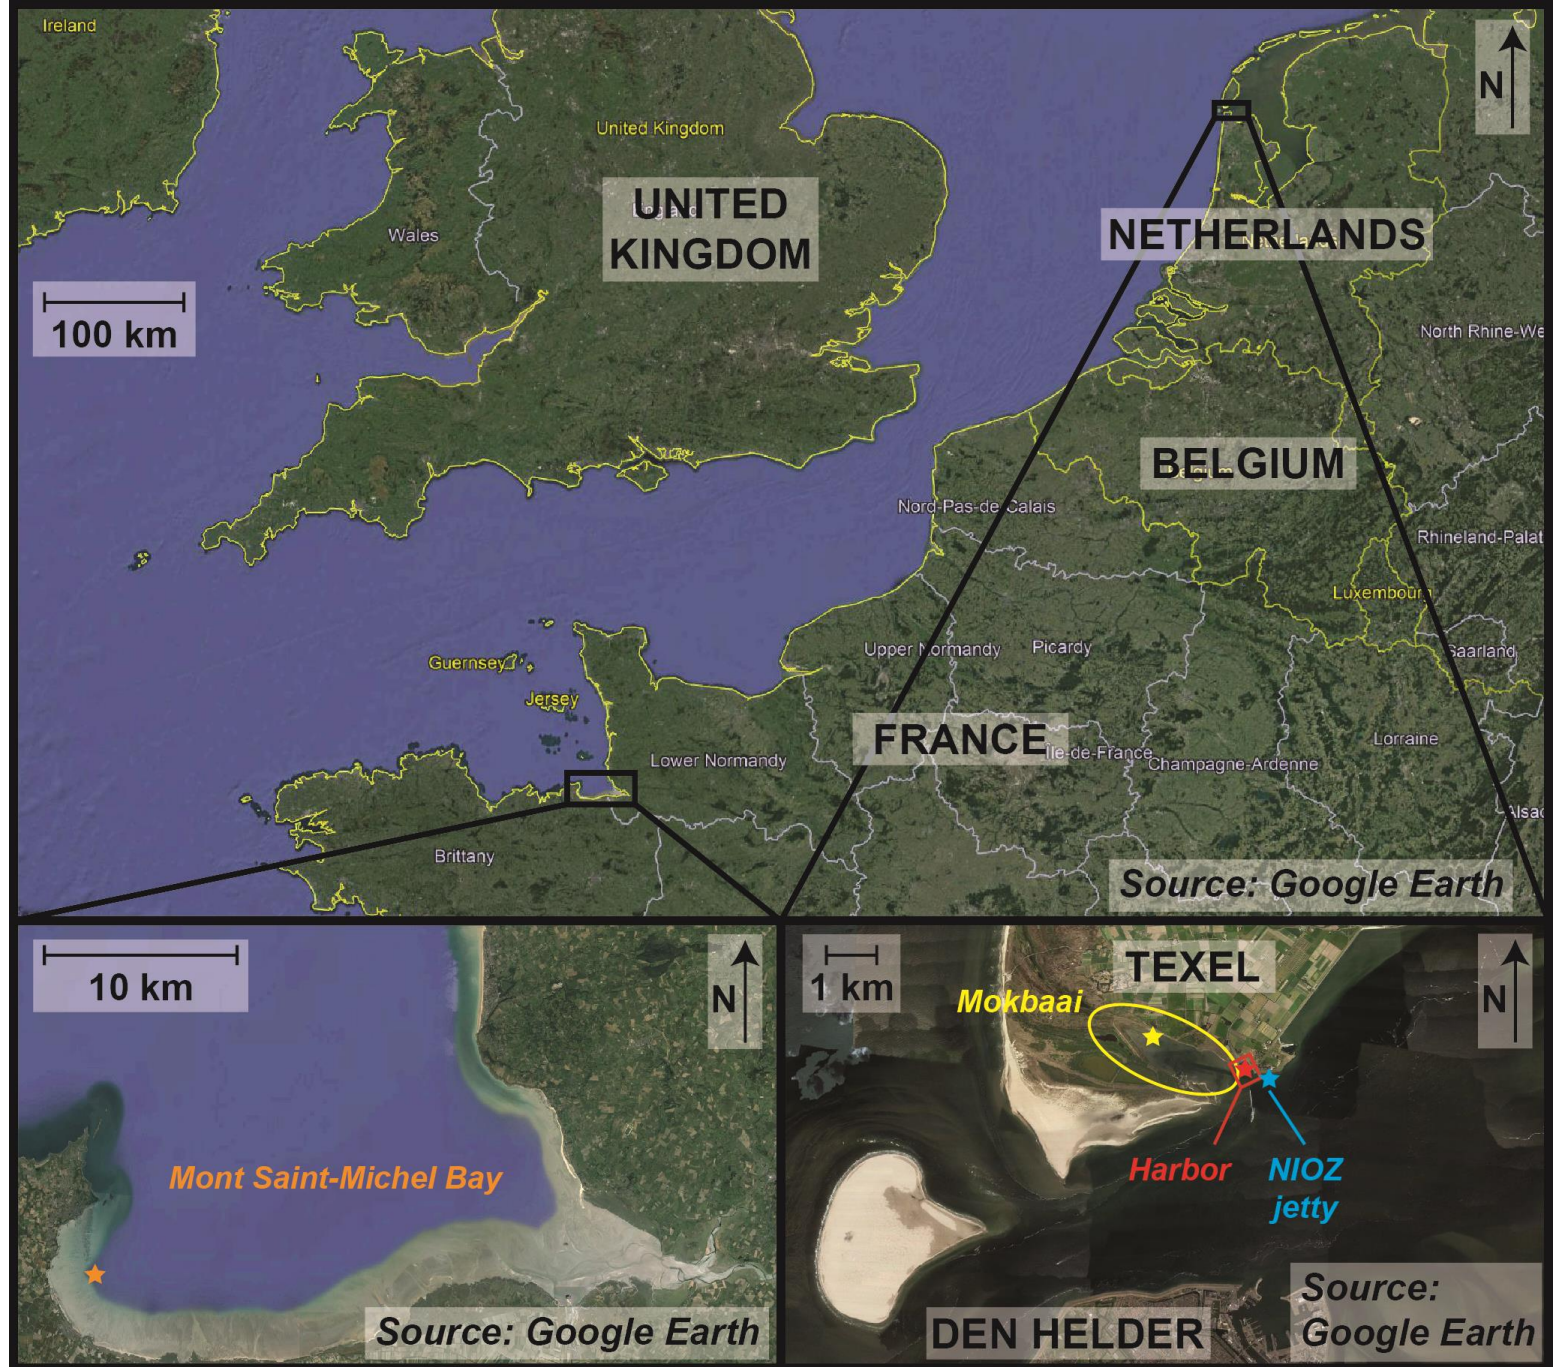 Ireland
N
United Kingdom
UNITED
KINGDOM
Wales
NETHERLANDS
100 km
North Rhine-We
BELGIUM
Nord-Pas-de-Calais
Rhineland-Palat
Luxembourg
Guernsey
Upper Normandy
Picardy
Saarland
Jersey
FRANCE
Lower Normandy
Île-de-France
Champagne-Ardenne
Lorraine
Alsac
Brittany
Source: Google Earth
10 km
N
Mont Saint-Michel Bay
Source: Google Earth
1 km
TEXEL
N
Mokbaai
Harbor
NIOZ
jetty
DEN HELDER
Source:
Google Earth